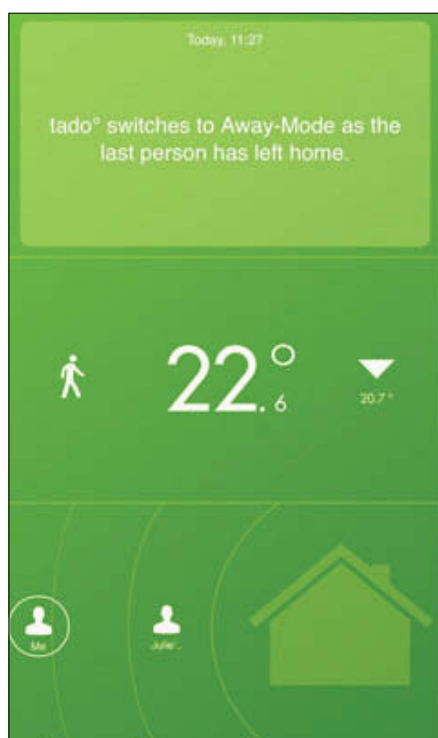 Today, 11:27
tado° switches to Away-Mode as the
last person has left home.
22.6°
20.7°
Me